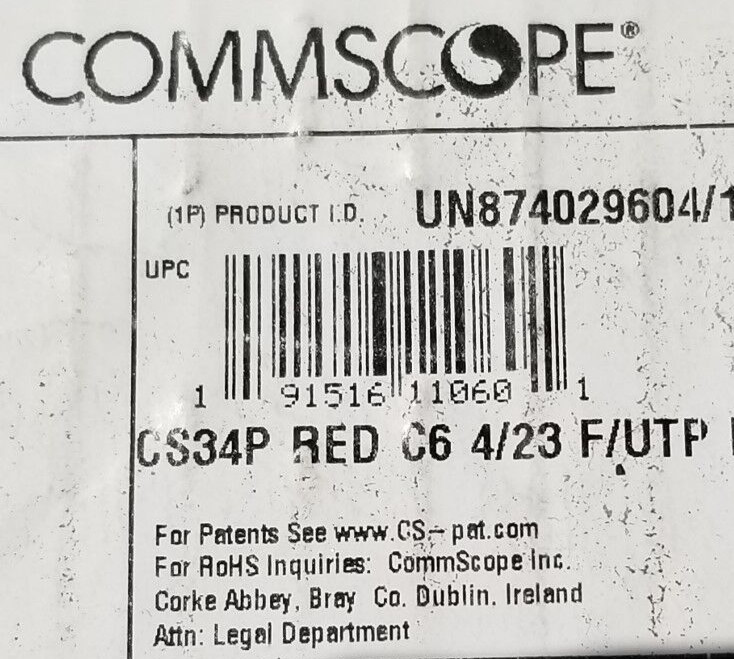 COMMSCOPE®
(1P) PRODUCT I.D. UN874029604/1
UPC
1 91516 11060 1
CS34P RED C6 4/23 F/UTP
For Patents See www.CS-pat.com
For RoHS Inquiries: CommScope Inc.
Corke Abbey, Bray Co. Dublin. Ireland
Attn: Legal Department